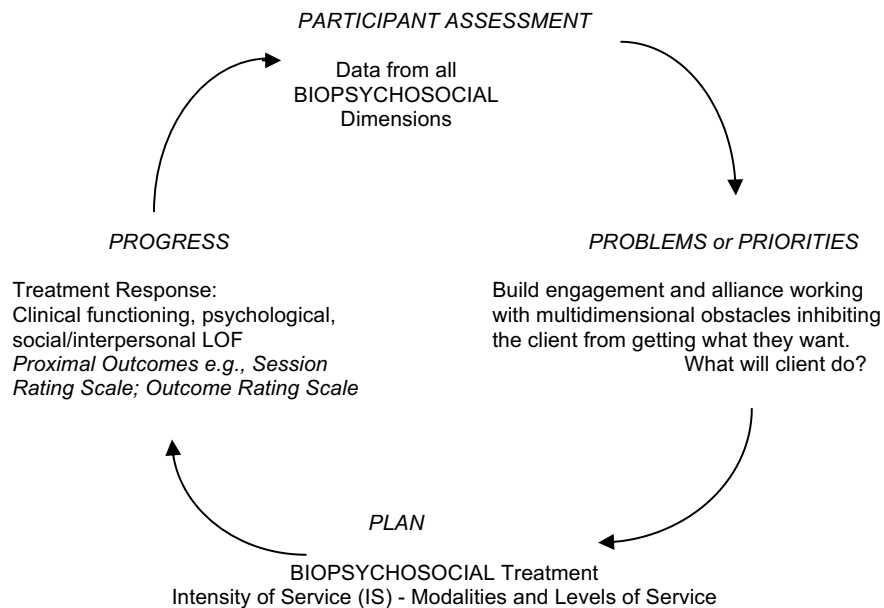 PARTICIPANT ASSESSMENT
Data from all
BIOPSYCHOSOCIAL
Dimensions
PROGRESS
Treatment Response:
Clinical functioning, psychological,
social/interpersonal LOF
Proximal Outcomes e.g., Session
Rating Scale; Outcome Rating Scale
PROBLEMS or PRIORITIES
Build engagement and alliance working
with multidimensional obstacles inhibiting
the client from getting what they want.
What will client do?
PLAN
BIOPSYCHOSOCIAL Treatment
Intensity of Service (IS) - Modalities and Levels of Service